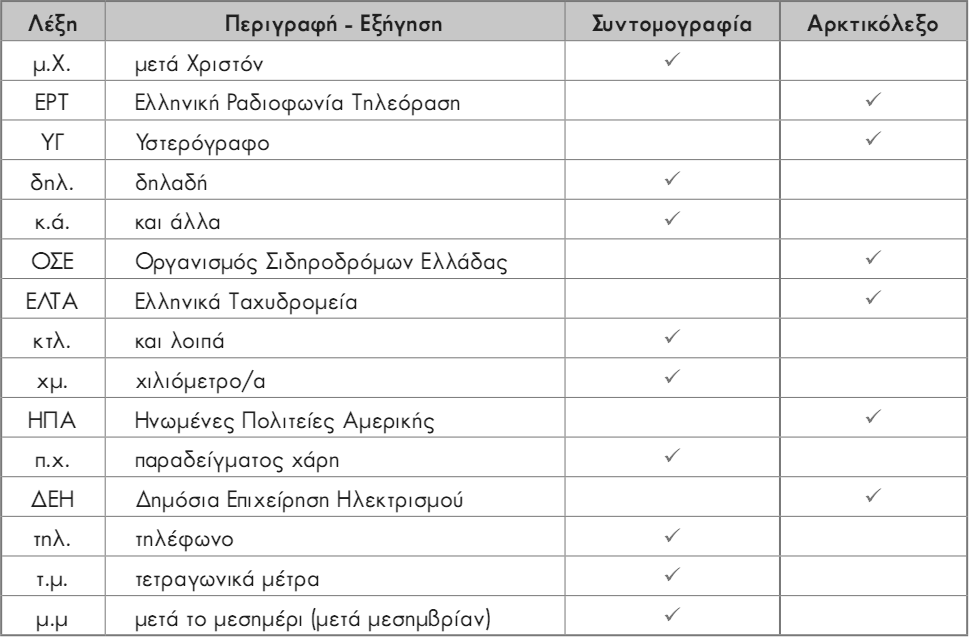 Λέξη Περιγραφή - Εξήγηση Συντομογραφία Αρκτικόλεξο
μ.Χ. μετά Χριστόν ✓
ΕΡΤ Ελληνική Ραδιοφωνία Τηλεόραση ✓
ΥΓ Υστερόγραφο ✓
δηλ. δηλαδή ✓
κ.ά. και άλλα ✓
ΟΣΕ Οργανισμός Σιδηροδρόμων Ελλάδας ✓
ΕΛΤΑ Ελληνικά Ταχυδρομεία ✓
κτλ. και λοιπά ✓
χμ. χιλιόμετρο/α ✓
ΗΠΑ Ηνωμένες Πολιτείες Αμερικής ✓
π.χ. παραδείγματος χάρη ✓
ΔΕΗ Δημόσια Επιχείρηση Ηλεκτρισμού ✓
τηλ. τηλέφωνο ✓
τ.μ. τετραγωνικά μέτρα ✓
μ.μ μετά το μεσημέρι (μετά μεσημβρίαν) ✓